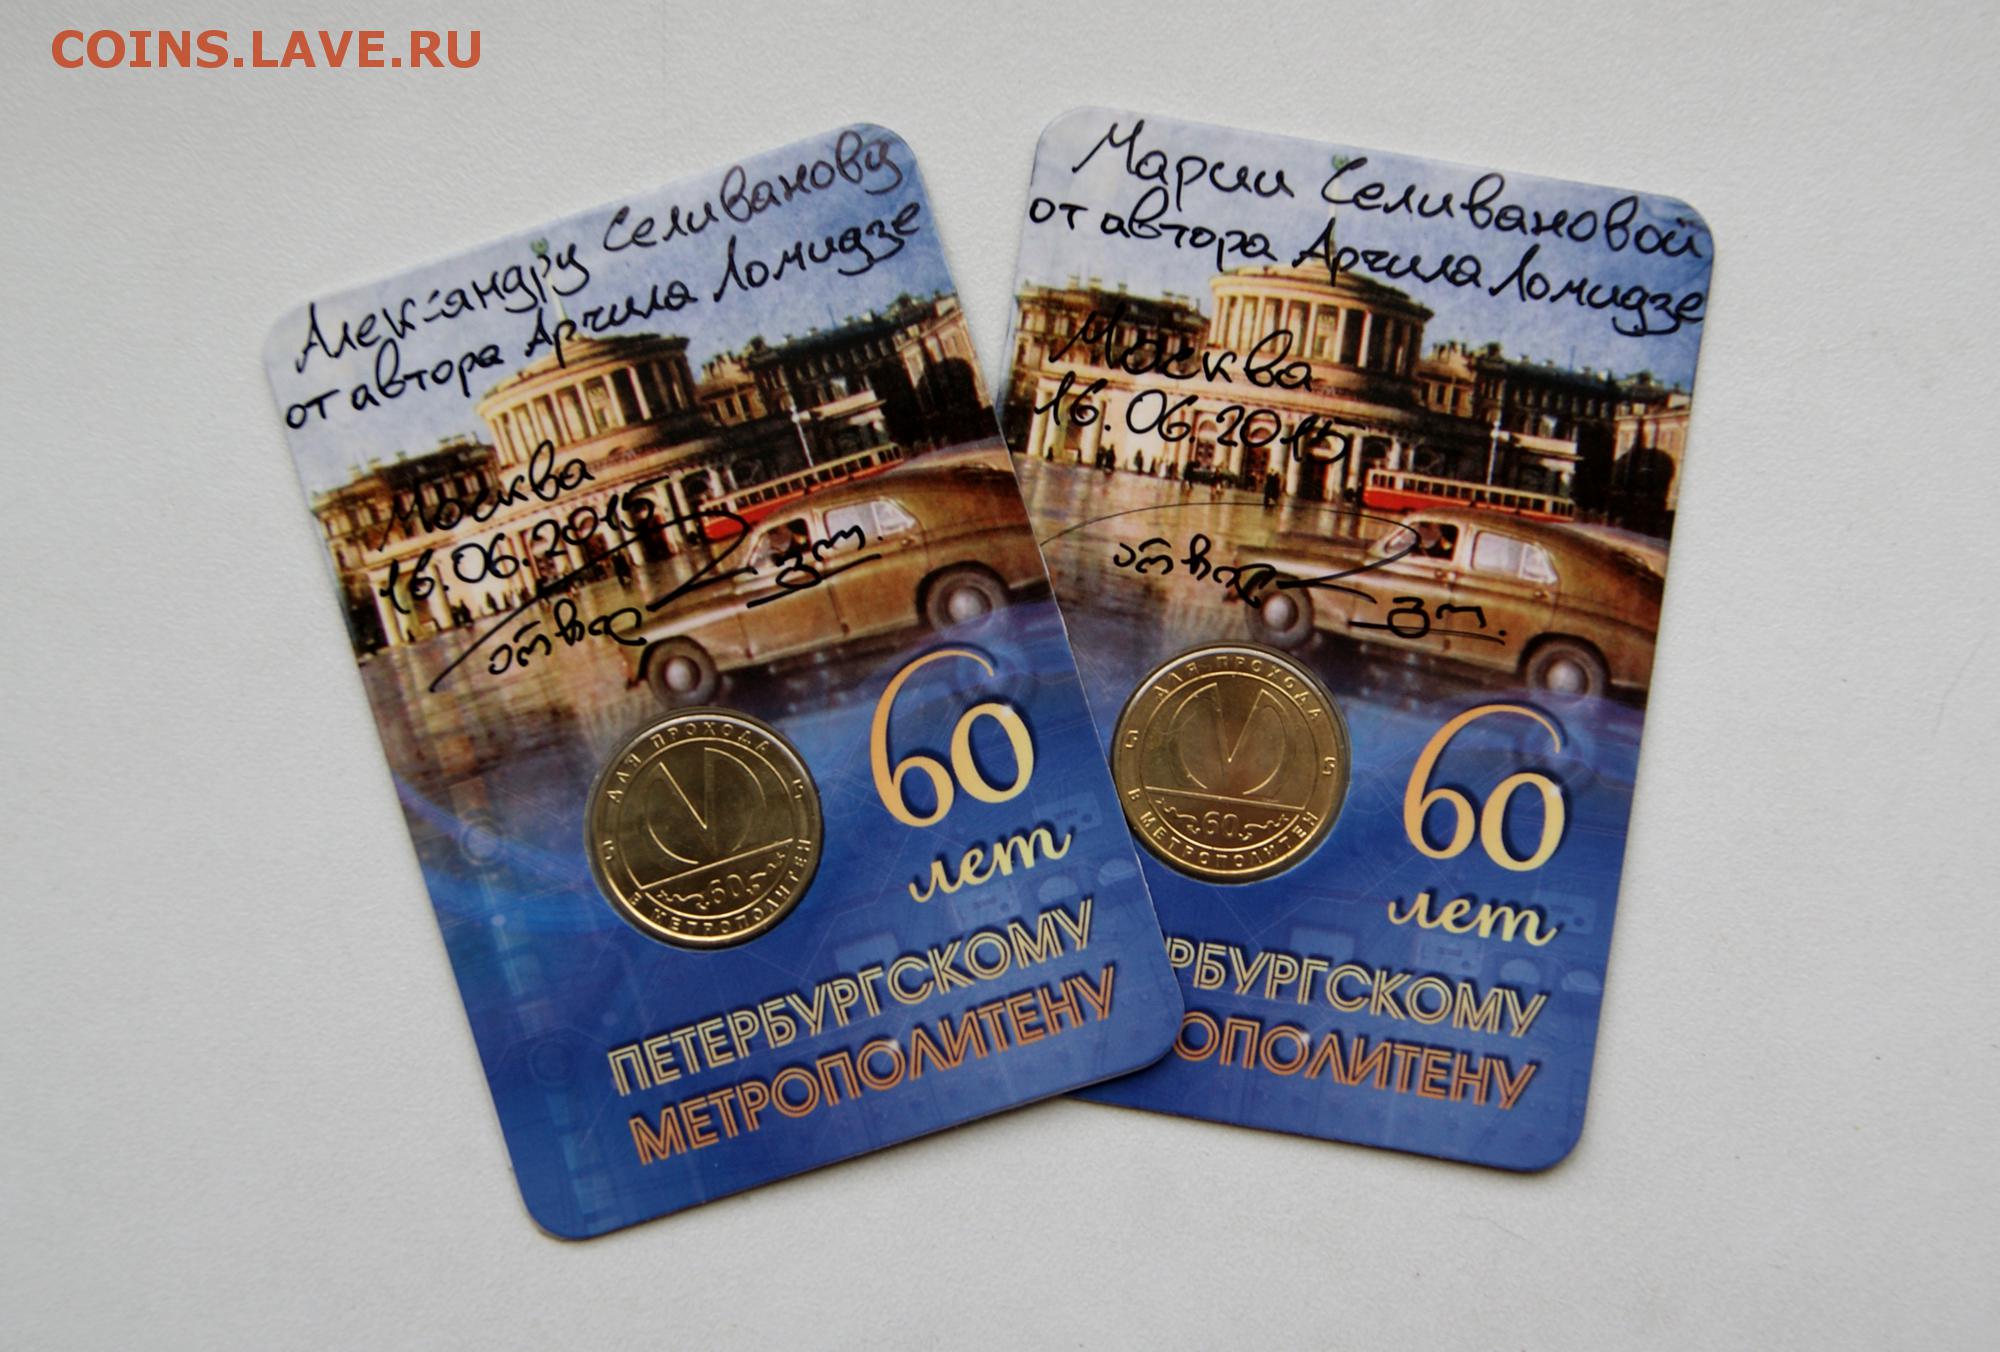 COINS.LAVE.RU
Александру Селиванову
от автора Арчила Ломидзе
Москва
16.06.2015
არჩილ
ДЛЯ ПРОХОДА
60
В МЕТРОПОЛИТЕН
60
лет
ПЕТЕРБУРГСКОМУ
МЕТРОПОЛИТЕНУ
Марии Селивановой
от автора Арчила Ломидзе
Москва
16.06.2015
არჩილ
ДЛЯ ПРОХОДА
60
В МЕТРОПОЛИТЕН
60
лет
РБУРГСКОМУ
ОПОЛИТЕНУ